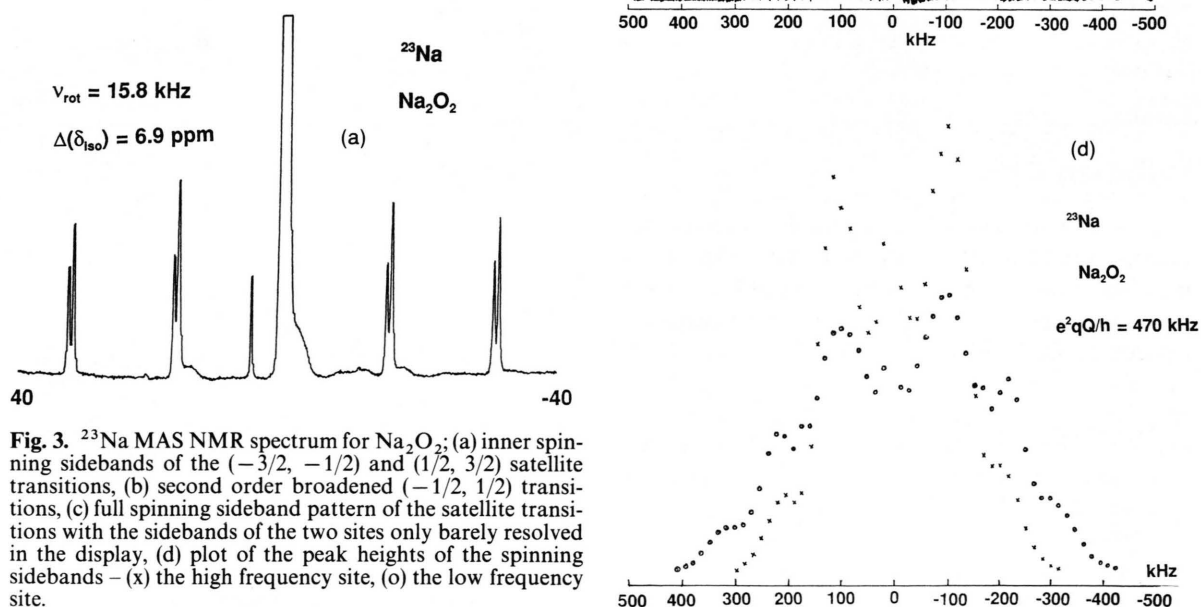 ν_rot = 15.8 kHz
Δ(δ_iso) = 6.9 ppm
²³Na
Na₂O₂
(a)
40 -40
Fig. 3. ²³Na MAS NMR spectrum for Na₂O₂; (a) inner spin-
ning sidebands of the (−3/2, −1/2) and (1/2, 3/2) satellite
transitions, (b) second order broadened (−1/2, 1/2) transi-
tions, (c) full spinning sideband pattern of the satellite transi-
tions with the sidebands of the two sites only barely resolved
in the display, (d) plot of the peak heights of the spinning
sidebands – (x) the high frequency site, (o) the low frequency
site.
500 400 300 200 100 0 -100 -200 -300 -400 -500
kHz
(d)
²³Na
Na₂O₂
e²qQ/h = 470 kHz
kHz
500 400 300 200 100 0 -100 -200 -300 -400 -500